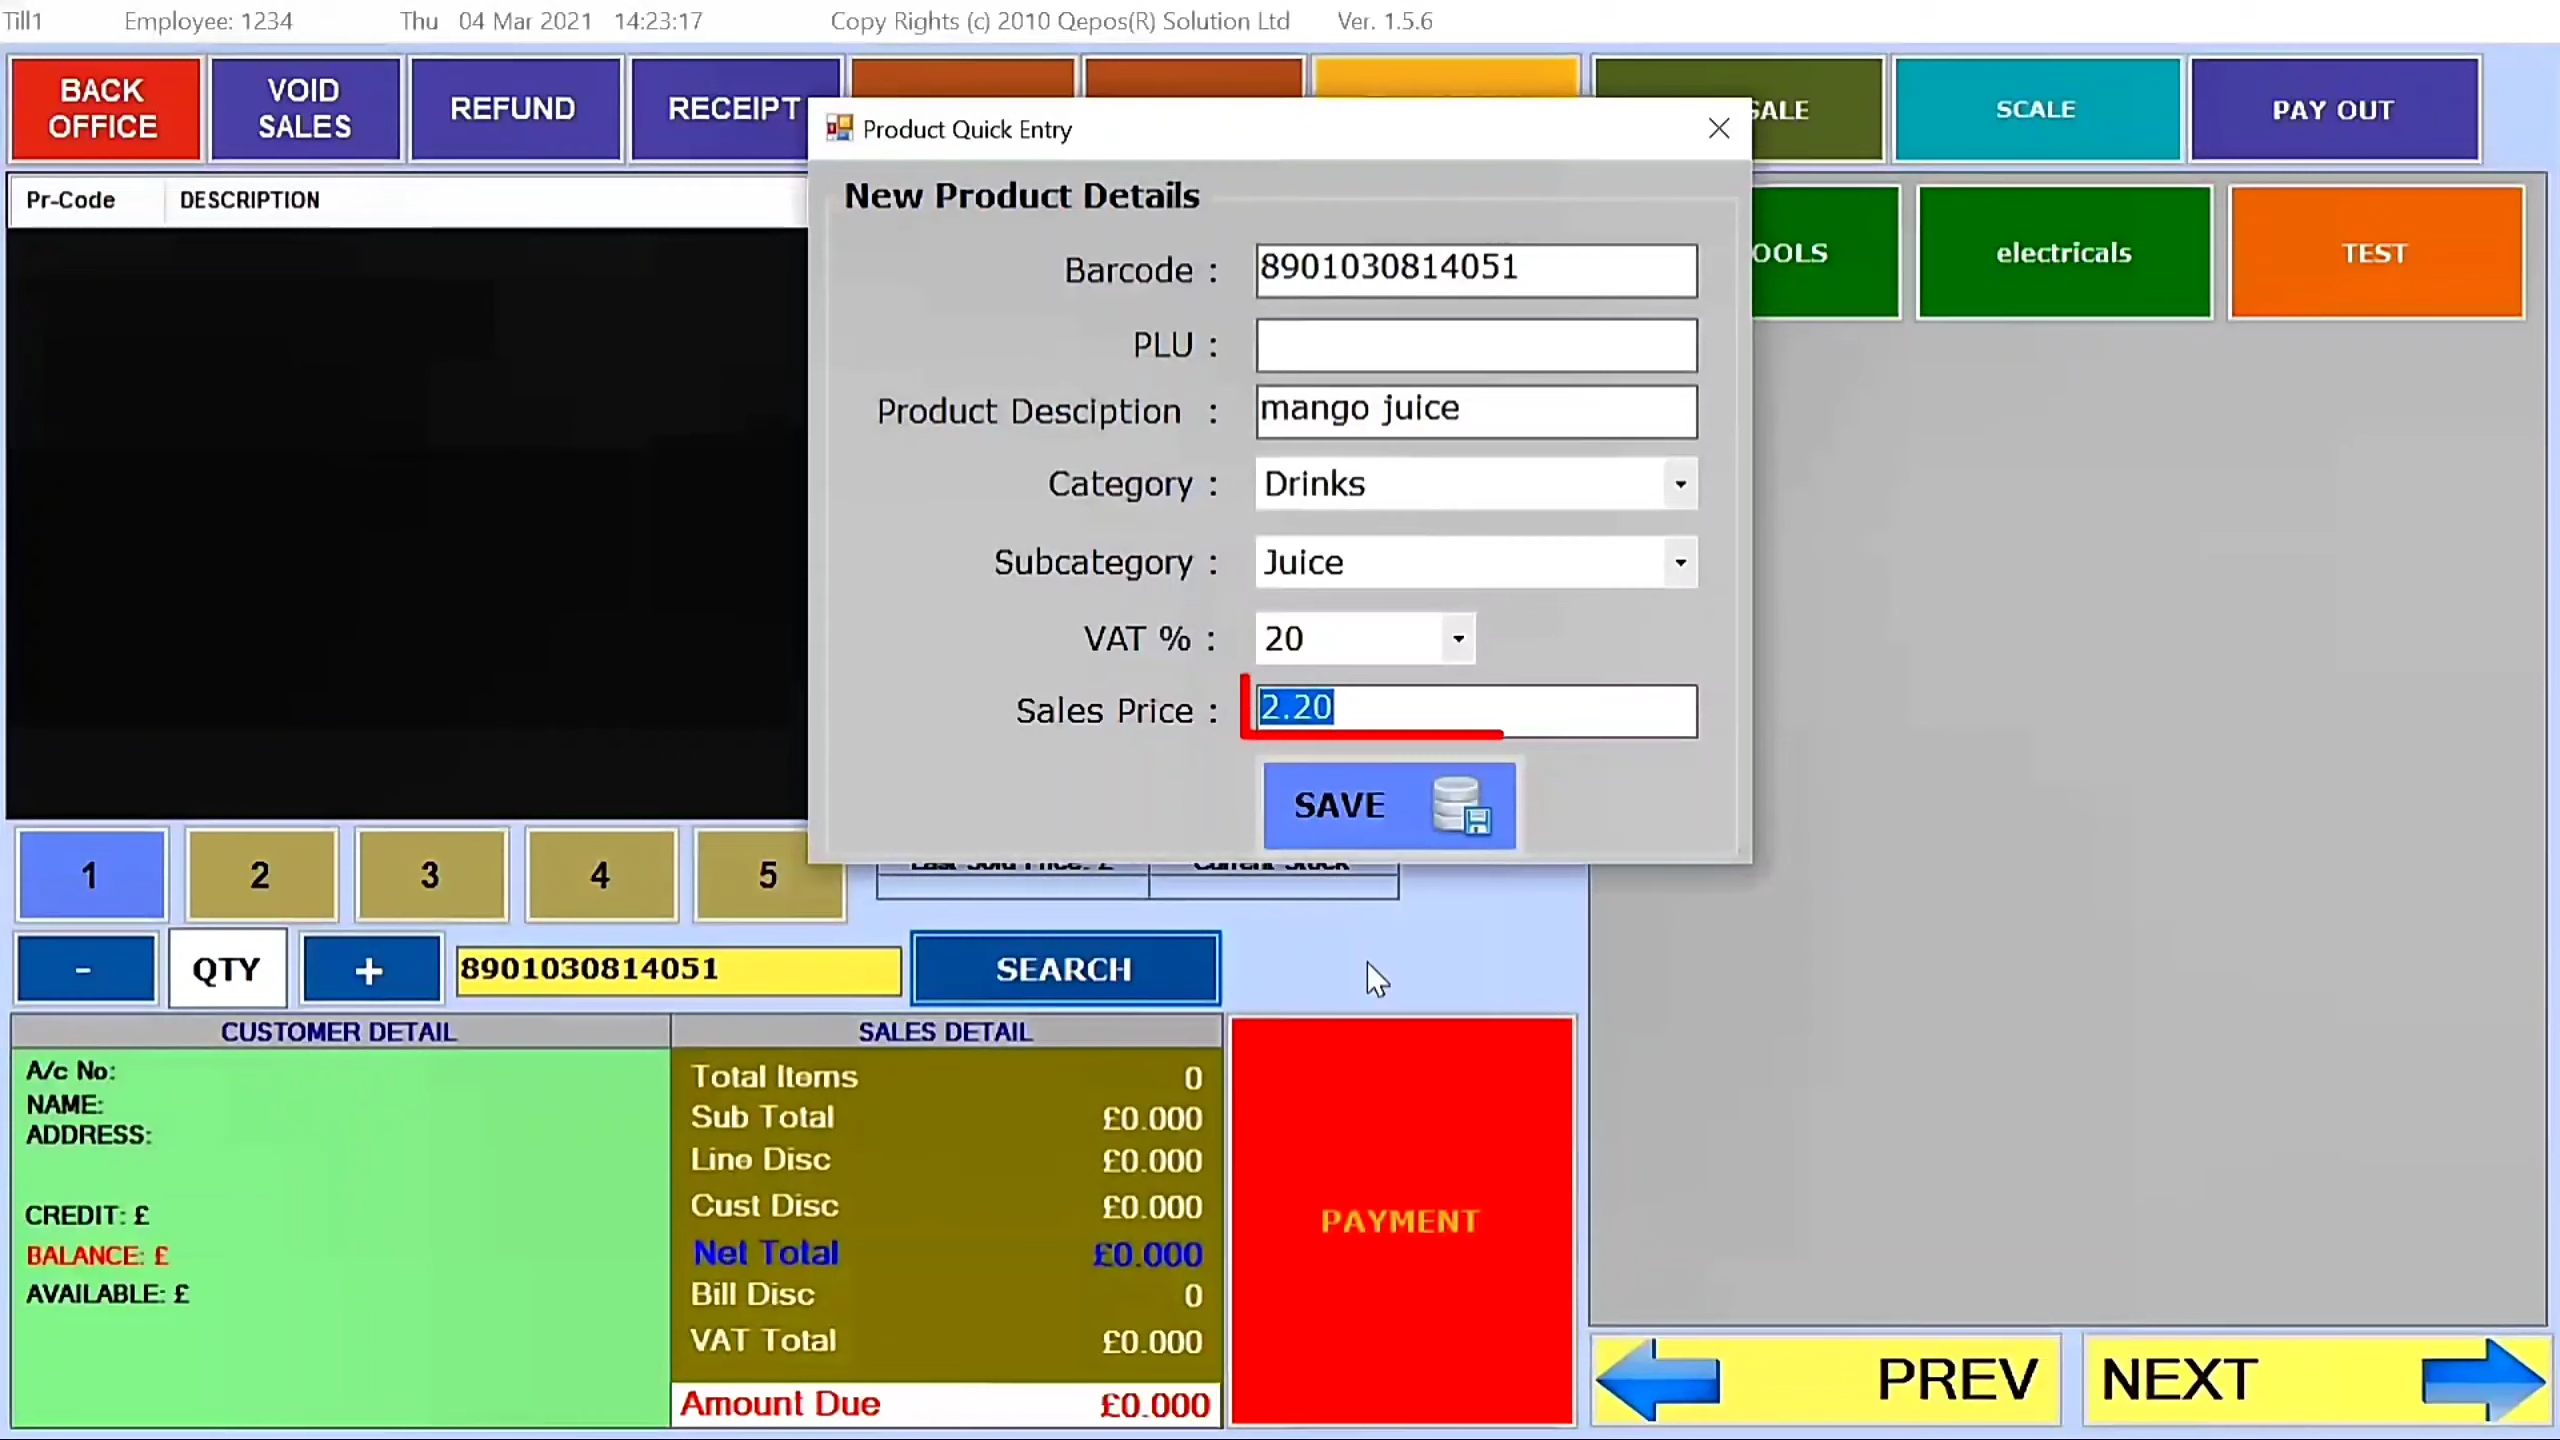 Till1 Employee: 1234 Thu 04 Mar 2021 14:23:17 Copy Rights (c) 2010 Qepos(R) Solution Ltd Ver. 1.5.6
BACK OFFICE
VOID SALES
REFUND
RECEIPT
SCALE
PAY OUT
Product Quick Entry
Pr-Code DESCRIPTION
New Product Details
Barcode : 8901030814051
PLU :
Product Desciption : mango juice
Category : Drinks
Subcategory : Juice
VAT % : 20
Sales Price : 2.20
SAVE
electricals
TEST
1 2 3 4 5
- QTY + 8901030814051 SEARCH
CUSTOMER DETAIL
A/c No:
NAME:
ADDRESS:
CREDIT: £
BALANCE: £
AVAILABLE: £
SALES DETAIL
Total Items 0
Sub Total £0.000
Line Disc £0.000
Cust Disc £0.000
Net Total £0.000
Bill Disc 0
VAT Total £0.000
Amount Due £0.000
PAYMENT
PREV
NEXT